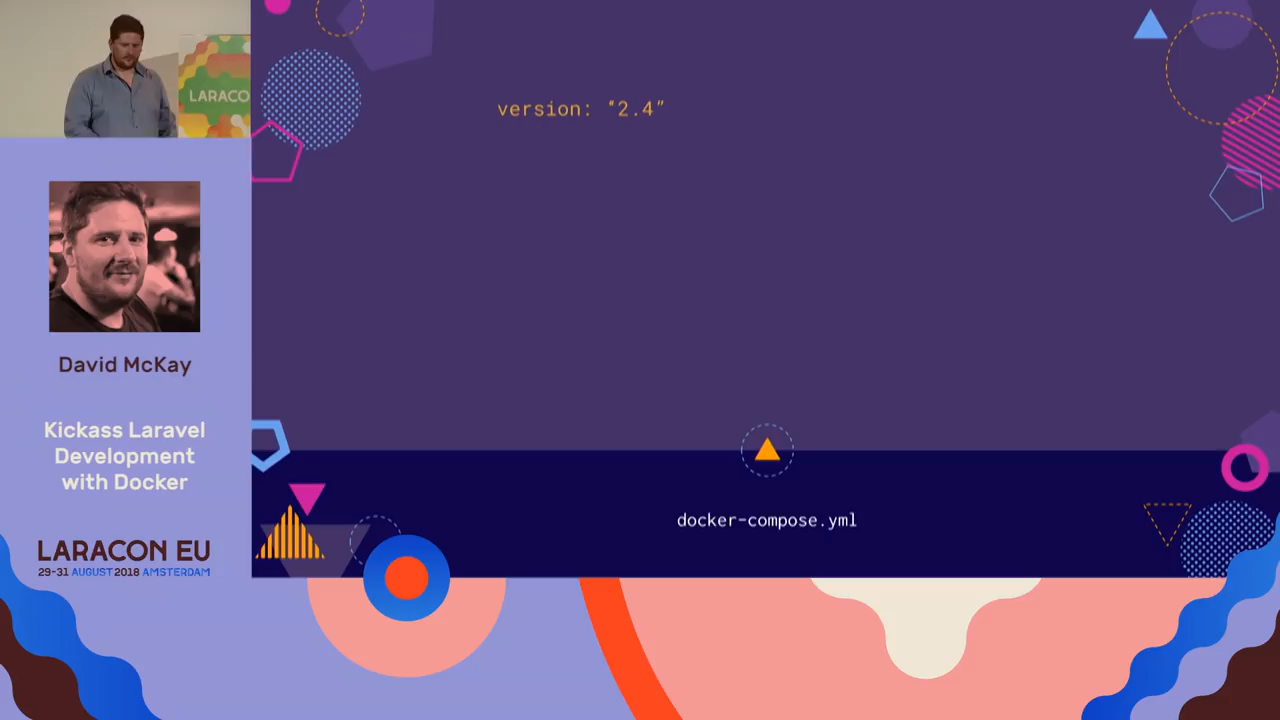 LARACO
version: “2.4”
David McKay
Kickass Laravel
Development
with Docker
docker-compose.yml
LARACON EU
29-31 AUGUST 2018 AMSTERDAM